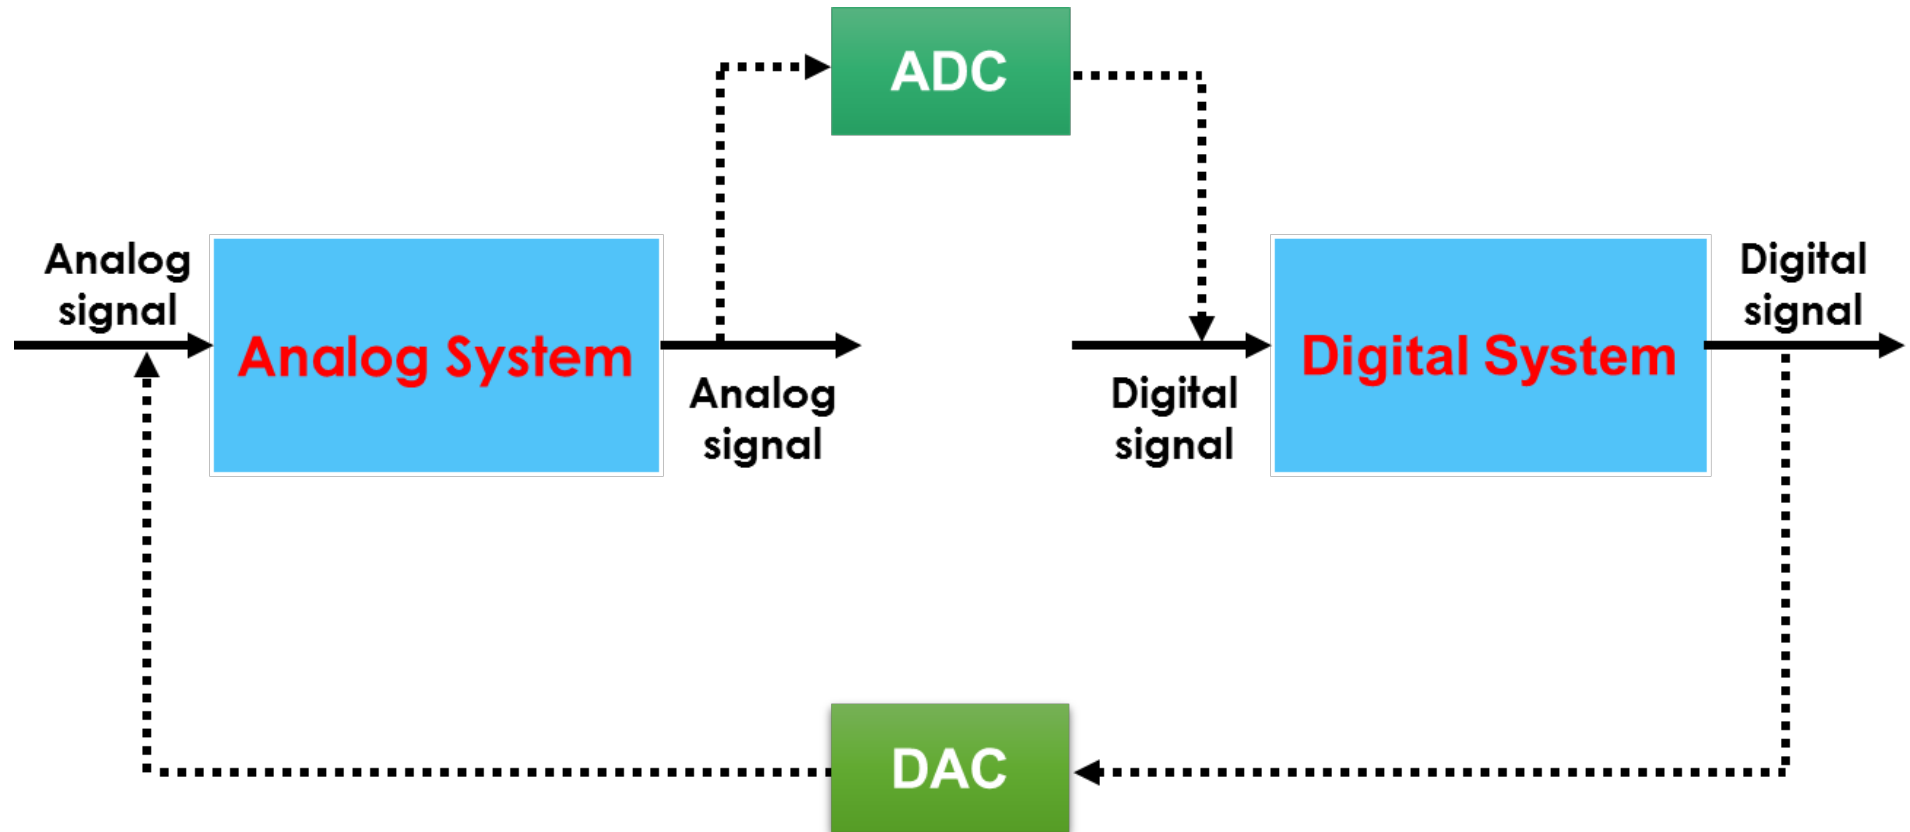 ADC
Analog
signal
Analog System
Analog
signal
Digital
signal
Digital System
Digital
signal
DAC